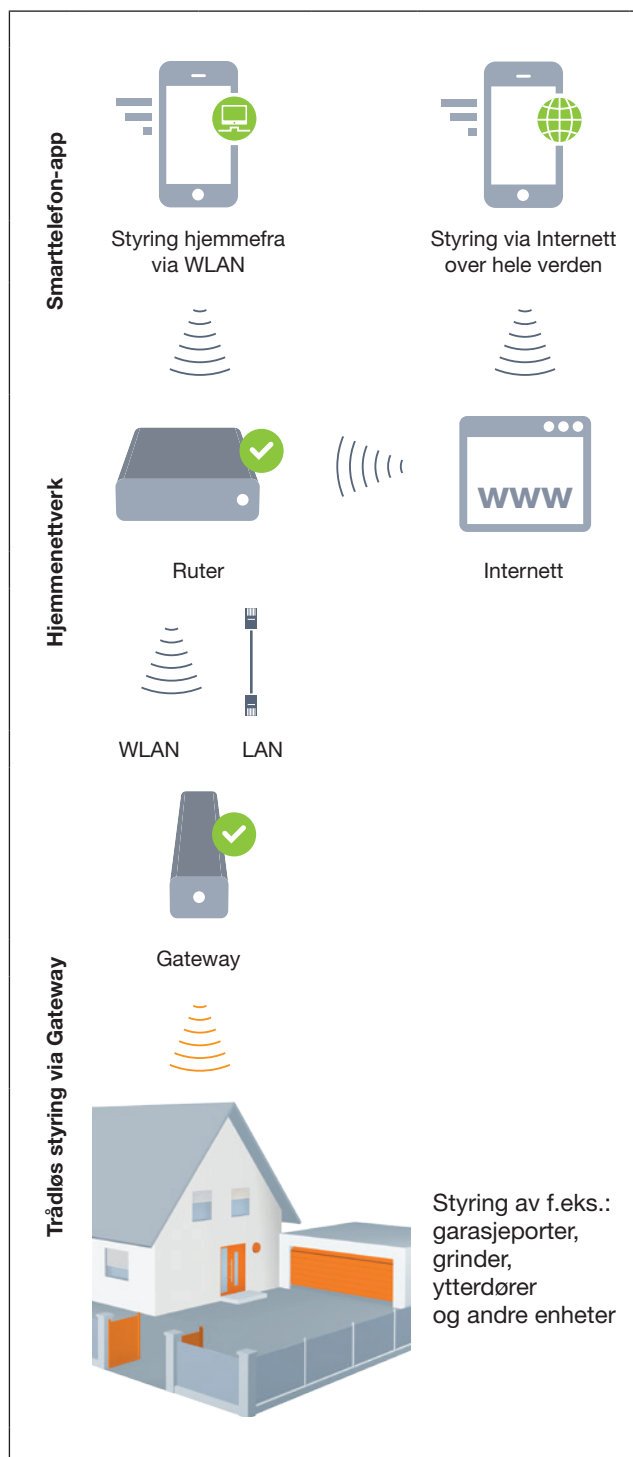 Smarttelefon-app
Styring hjemmefra
via WLAN
Styring via Internett
over hele verden
Hjemmenettverk
www
Ruter
Internett
WLAN
LAN
Trådløs styring via Gateway
Gateway
Styring av f.eks.:
garasjeporter,
grinder,
ytterdører
og andre enheter